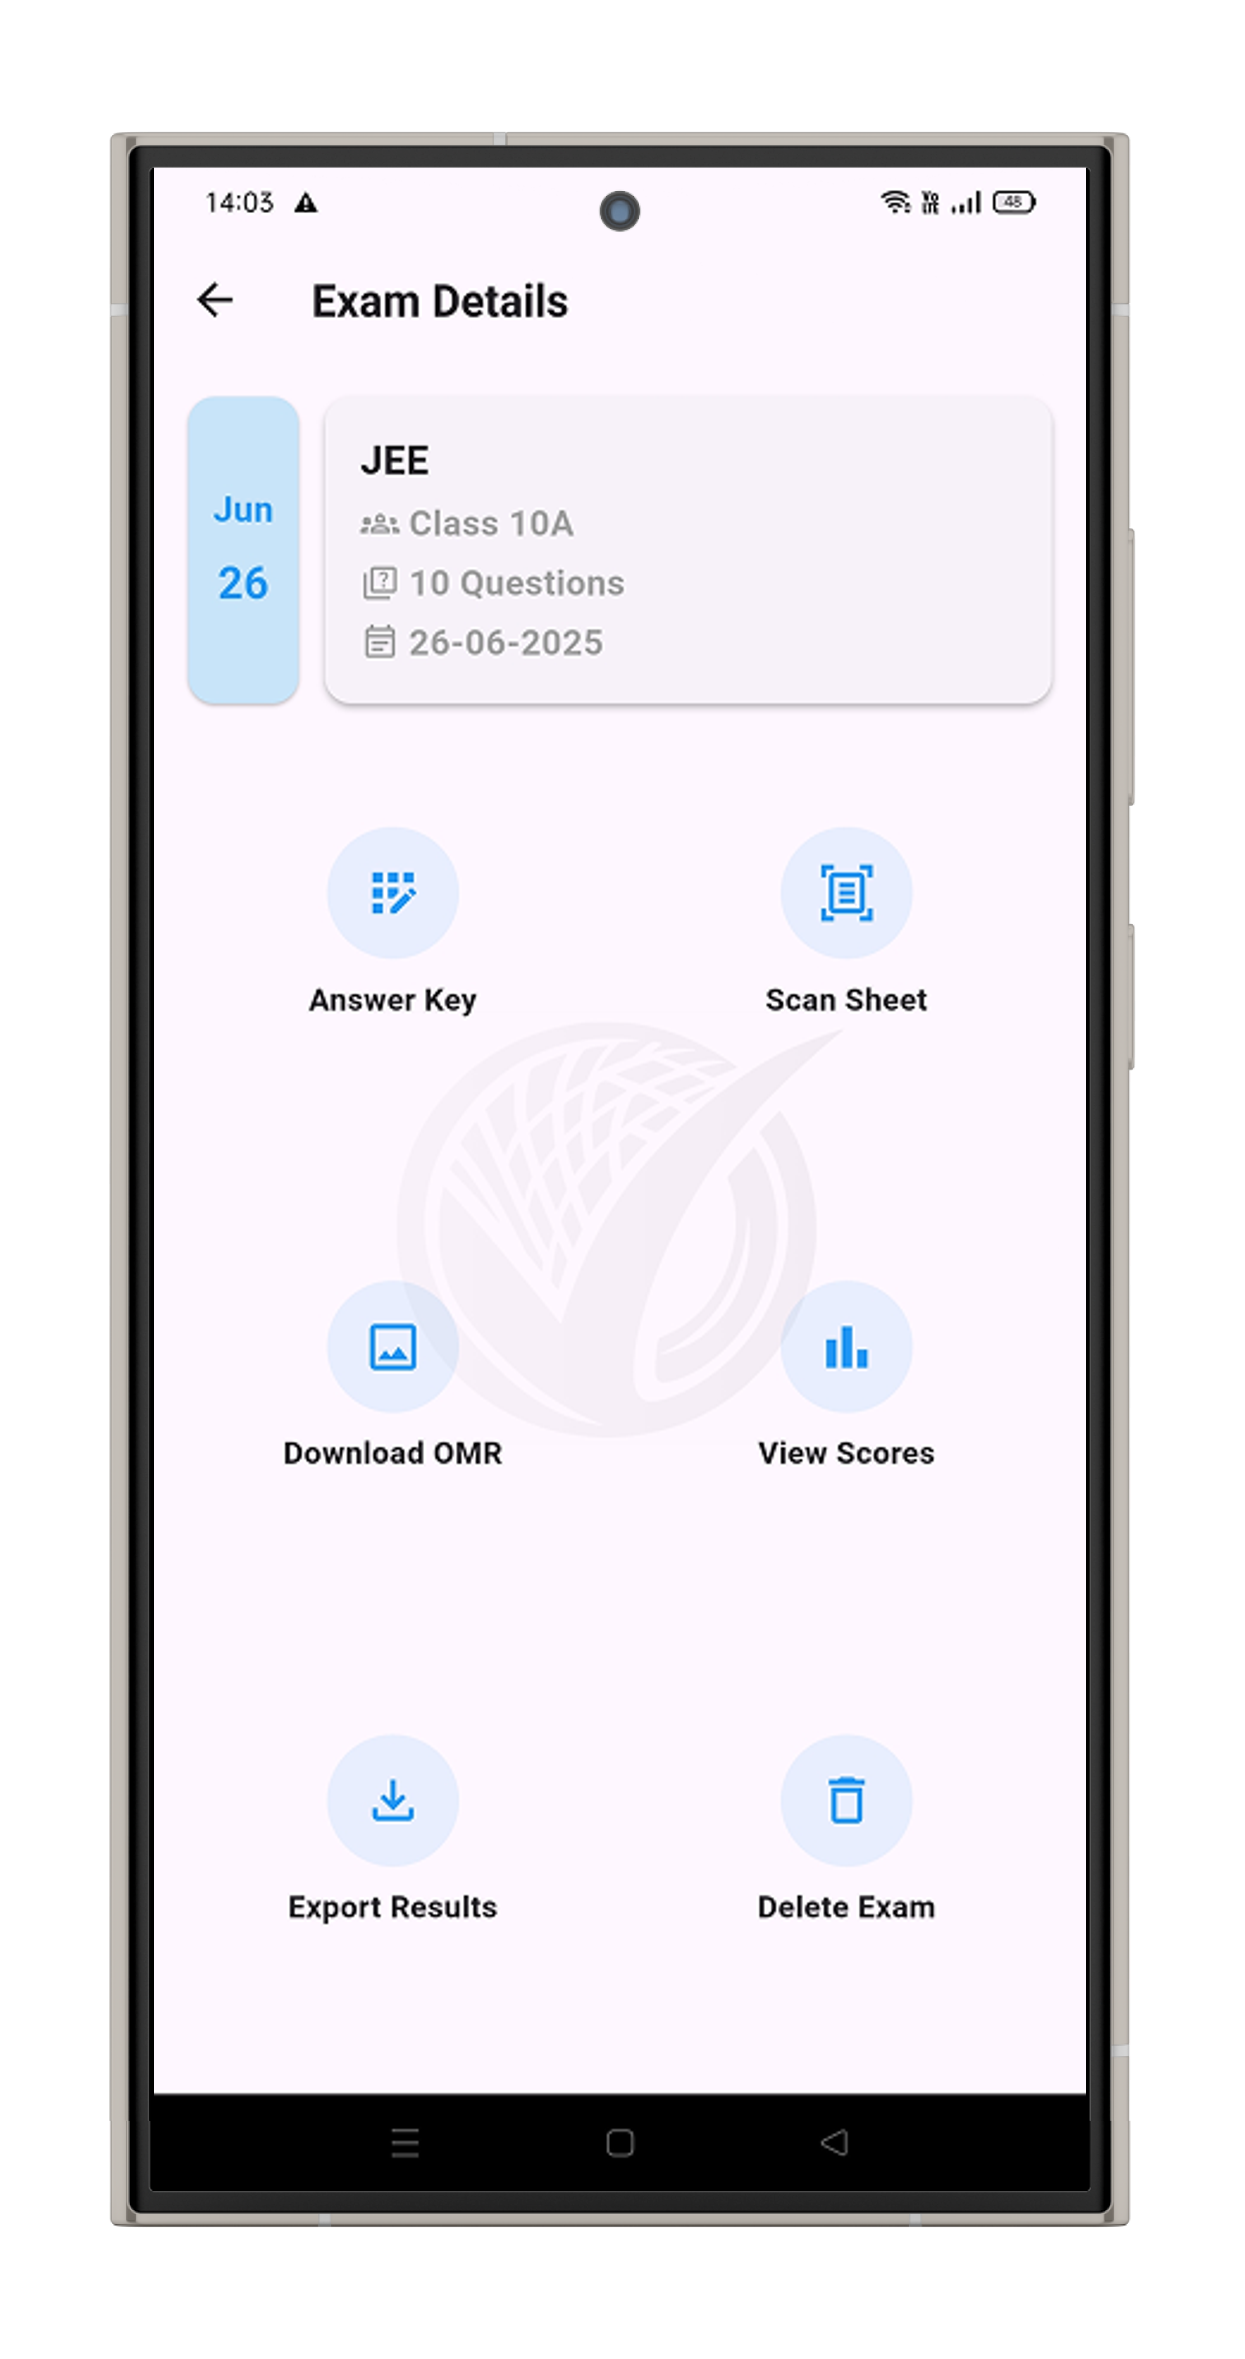 14:03
48
Exam Details
Jun
26
JEE
Class 10A
10 Questions
26-06-2025
Answer Key
Scan Sheet
Download OMR
View Scores
Export Results
Delete Exam